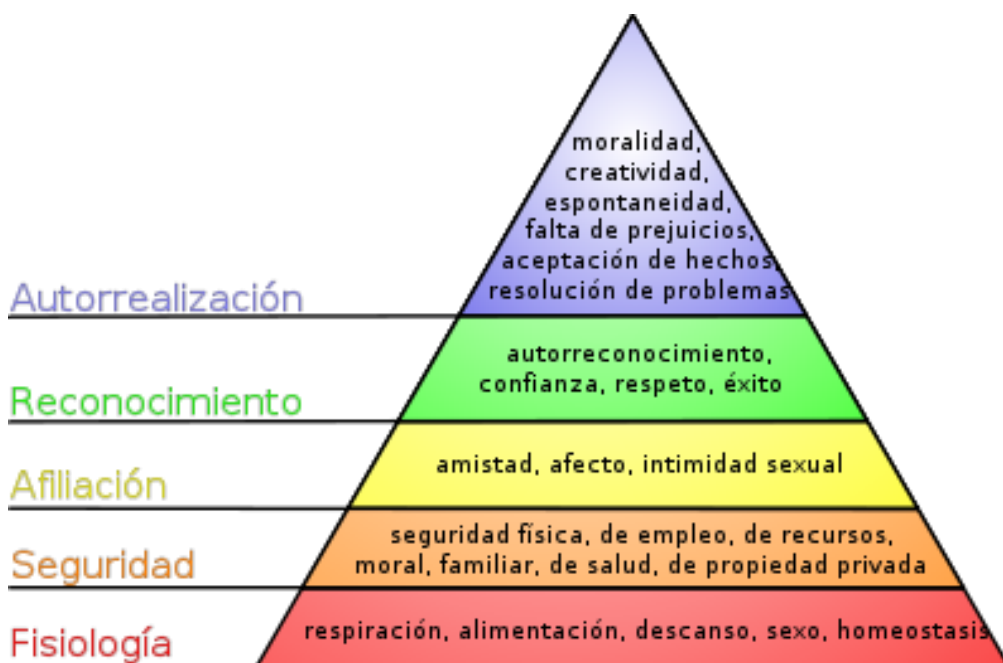 moralidad,
creatividad,
espontaneidad,
falta de prejuicios,
aceptación de hechos,
resolución de problemas
Autorrealización
autorreconocimiento,
confianza, respeto, éxito
Reconocimiento
amistad, afecto, intimidad sexual
Afiliación
seguridad física, de empleo, de recursos,
moral, familiar, de salud, de propiedad privada
Seguridad
respiración, alimentación, descanso, sexo, homeostasis
Fisiología